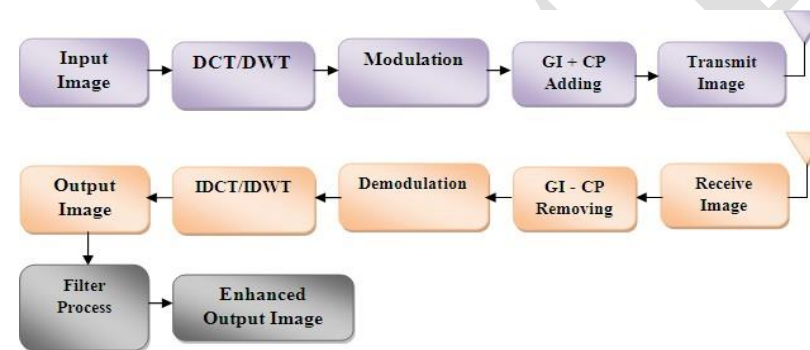 Input
Image
DCT/DWT
Modulation
GI + CP
Adding
Transmit
Image
Output
Image
IDCT/IDWT
Demodulation
GI - CP
Removing
Receive
Image
Filter
Process
Enhanced
Output Image